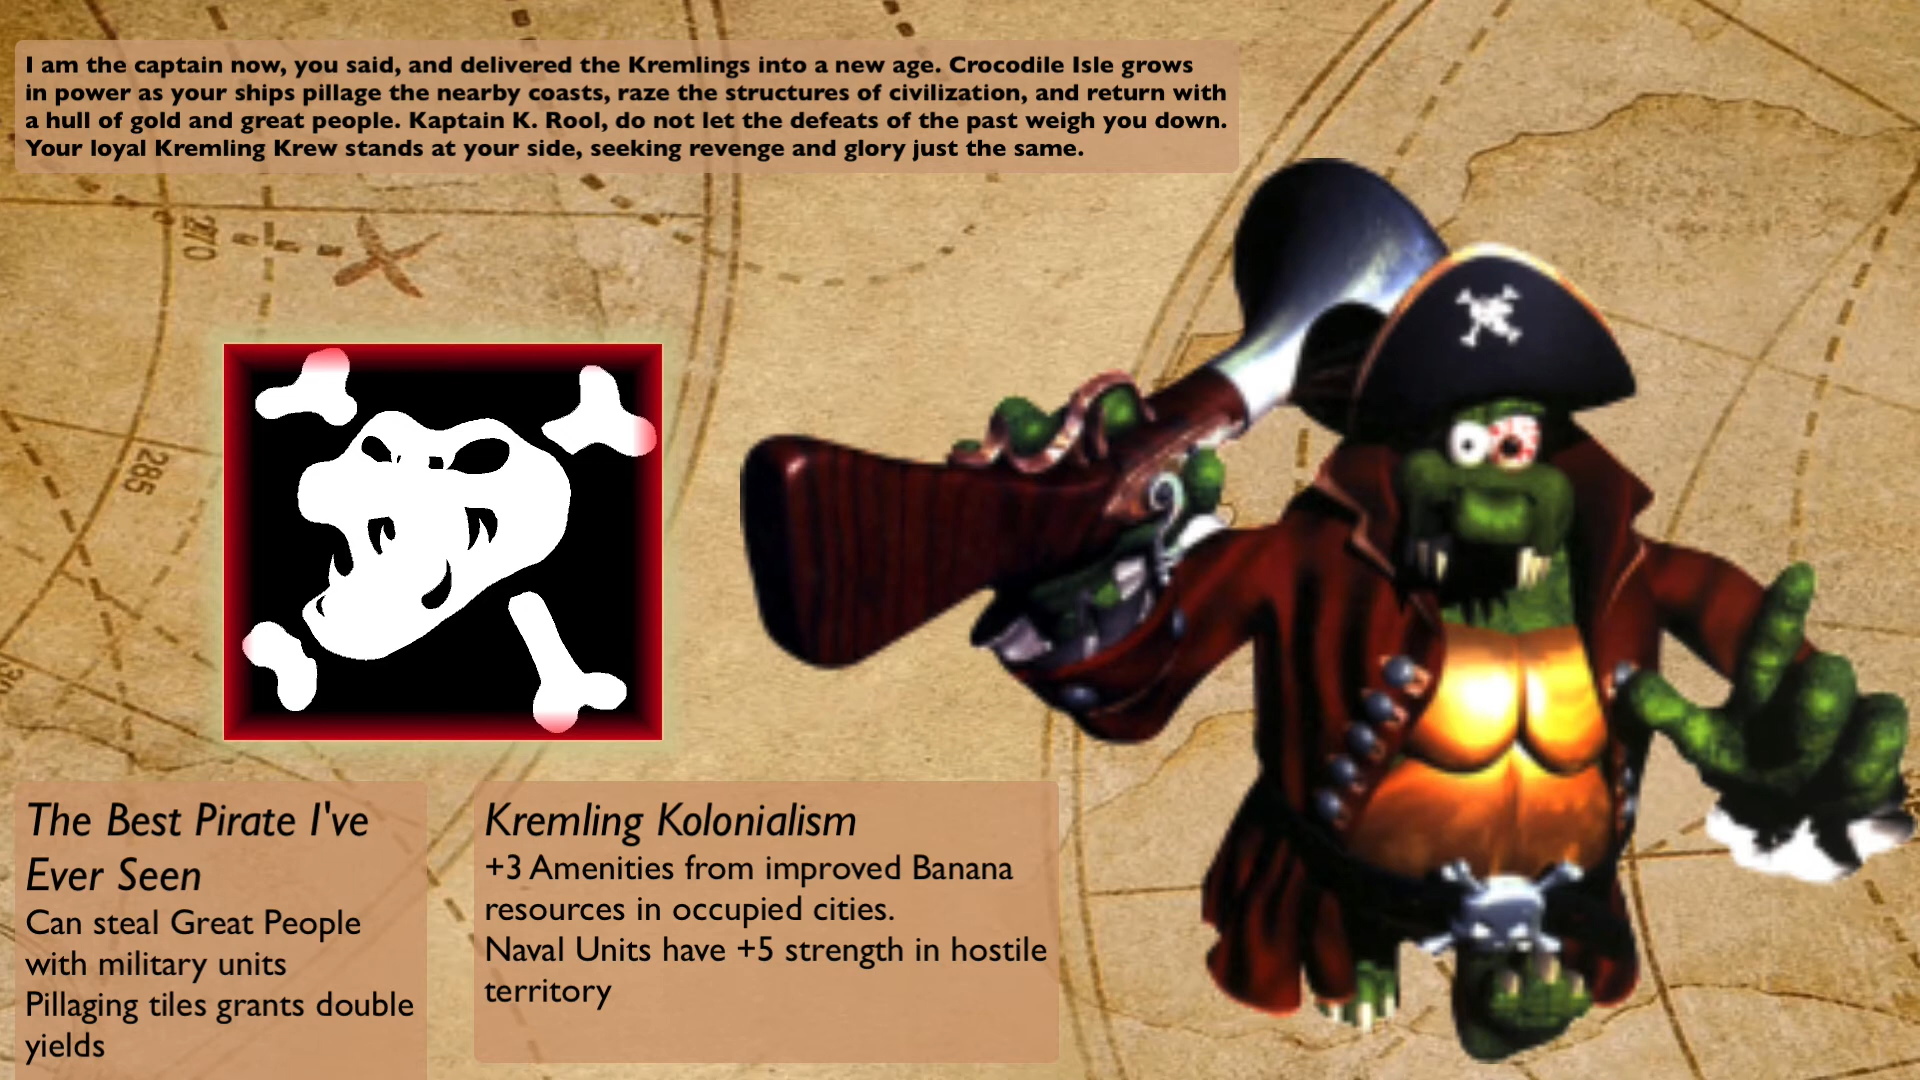 I am the captain now, you said, and delivered the Kremlings into a new age. Crocodile Isle grows
in power as your ships pillage the nearby coasts, raze the structures of civilization, and return with
a hull of gold and great people. Kaptain K. Rool, do not let the defeats of the past weigh you down.
Your loyal Kremling Krew stands at your side, seeking revenge and glory just the same.
270
285
The Best Pirate I've
Ever Seen
Can steal Great People
with military units
Pillaging tiles grants double
yields
Kremling Kolonialism
+3 Amenities from improved Banana
resources in occupied cities.
Naval Units have +5 strength in hostile
territory